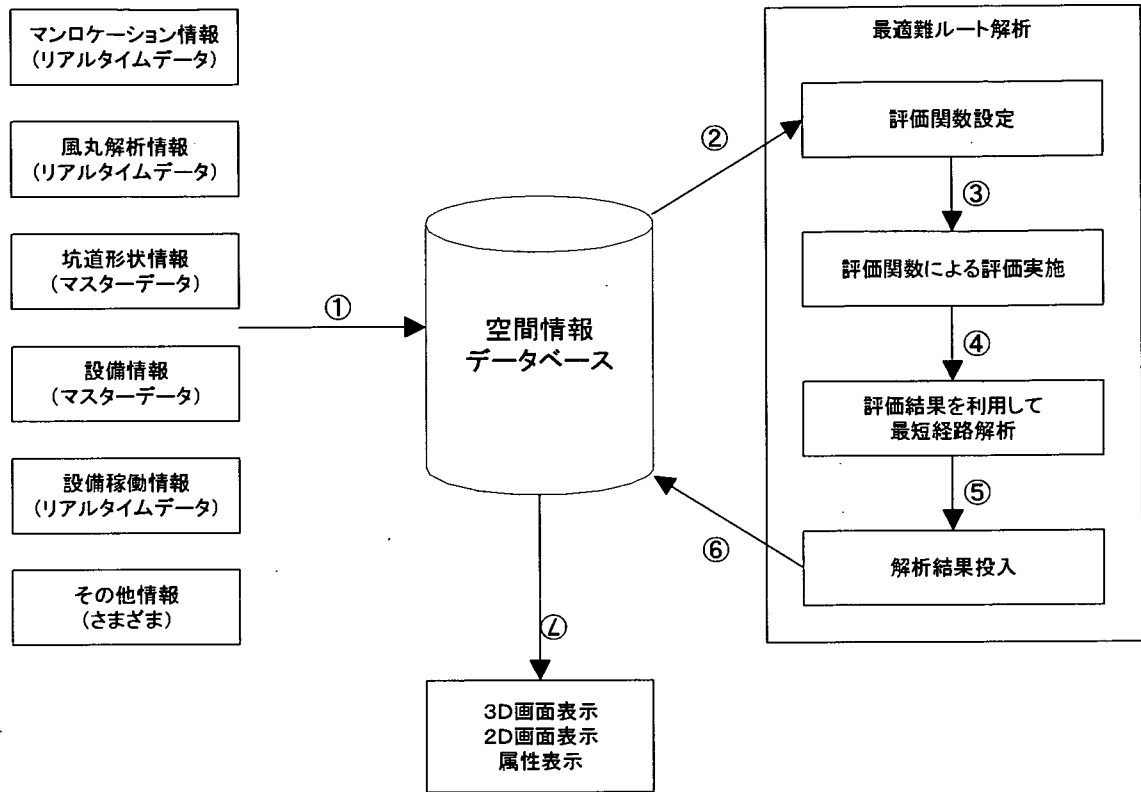 マンロケーション情報
(リアルタイムデータ)
風丸解析情報
(リアルタイムデータ)
坑道形状情報
(マスターデータ)
設備情報
(マスターデータ)
設備稼働情報
(リアルタイムデータ)
その他情報
(さまざま)
①
空間情報
データベース
②
最適難ルート解析
評価関数設定
③
評価関数による評価実施
④
評価結果を利用して
最短経路解析
⑤
解析結果投入
⑥
⑦
3D画面表示
2D画面表示
属性表示